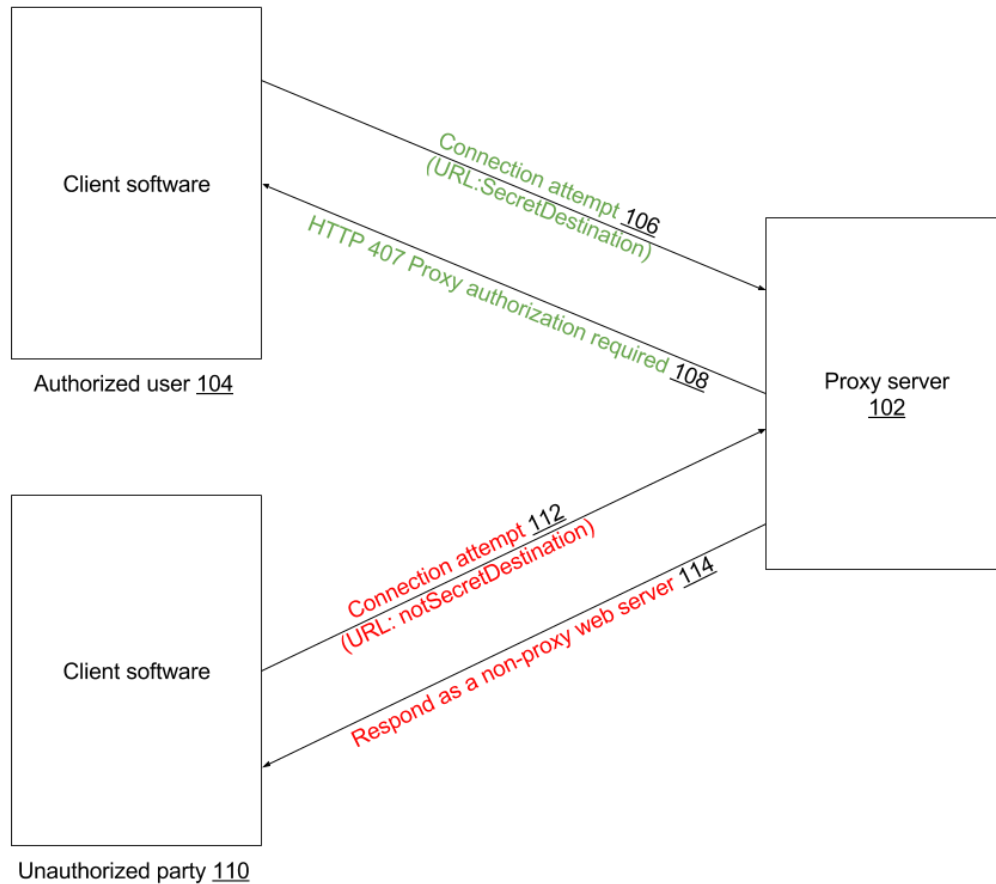 Client software
Authorized user 104
Connection attempt 106
(URL:SecretDestination)
HTTP 407 Proxy authorization required 108
Proxy server
102
Connection attempt 112
(URL: notSecretDestination)
Respond as a non-proxy web server 114
Client software
Unauthorized party 110